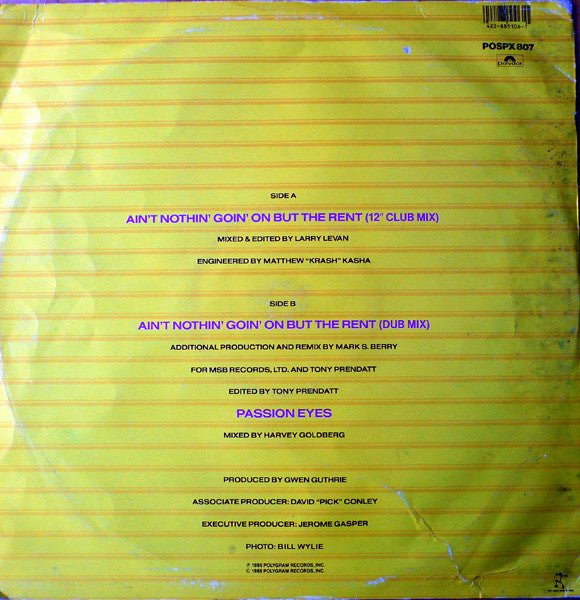 422-885106-1
POSPX 807
polydor
SIDE A
AIN'T NOTHIN' GOIN' ON BUT THE RENT (12" CLUB MIX)
MIXED & EDITED BY LARRY LEVAN
ENGINEERED BY MATTHEW "KRASH" KASHA
SIDE B
AIN'T NOTHIN' GOIN' ON BUT THE RENT (DUB MIX)
ADDITIONAL PRODUCTION AND REMIX BY MARK S. BERRY
FOR MSB RECORDS, LTD. AND TONY PRENDATT
EDITED BY TONY PRENDATT
PASSION EYES
MIXED BY HARVEY GOLDBERG
PRODUCED BY GWEN GUTHRIE
ASSOCIATE PRODUCER: DAVID "PICK" CONLEY
EXECUTIVE PRODUCER: JEROME GASPER
PHOTO: BILL WYLIE
P 1986 POLYGRAM RECORDS, INC.
C 1986 POLYGRAM RECORDS, INC.